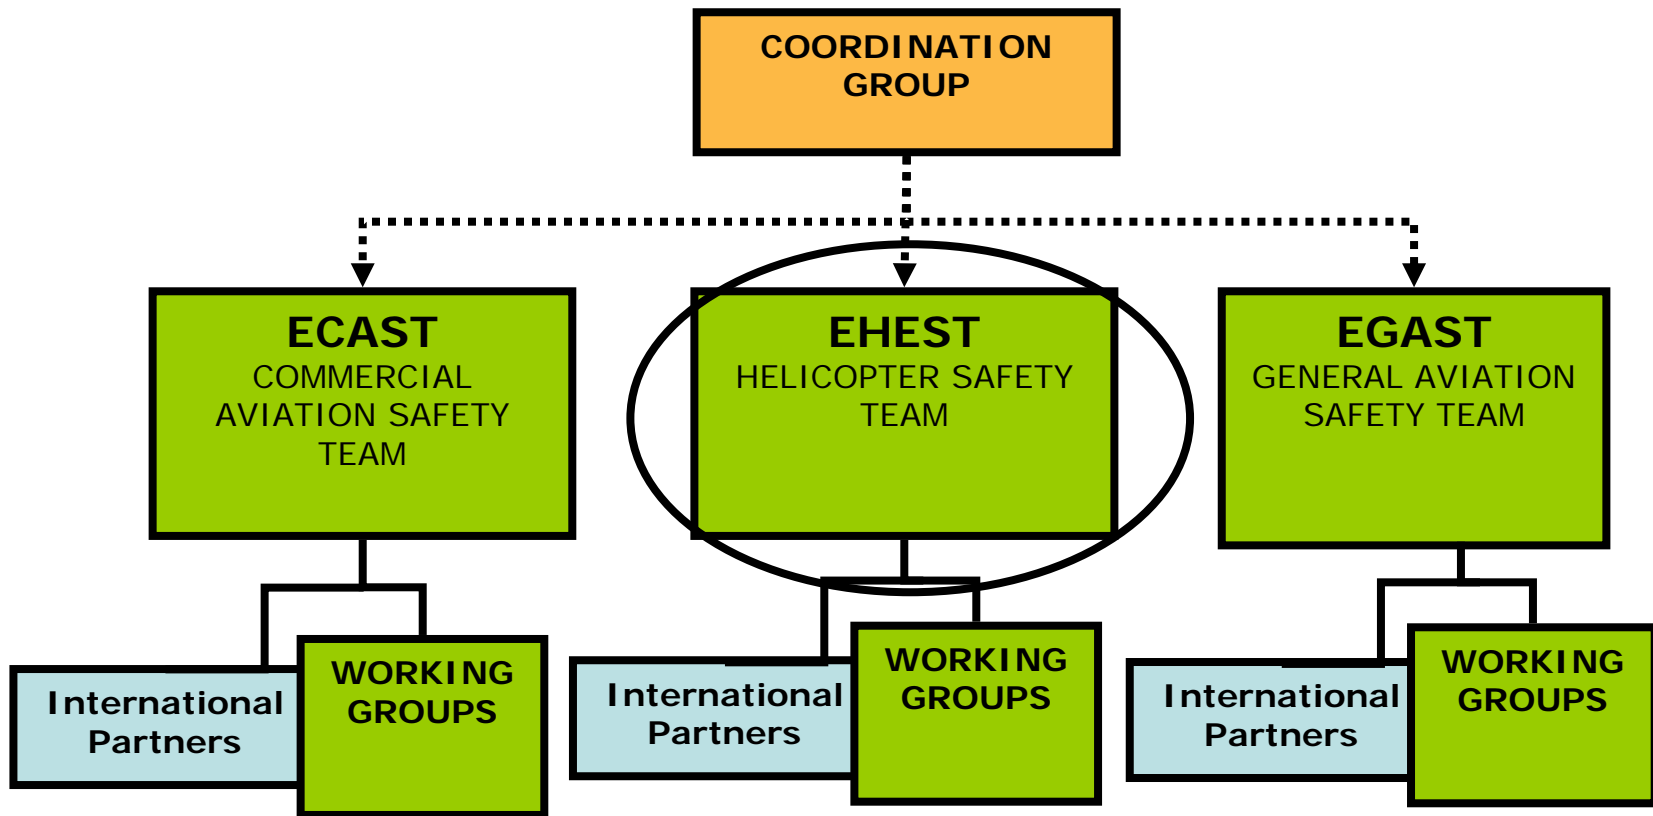 COORDINATION
GROUP
ECAST
COMMERCIAL
AVIATION SAFETY
TEAM
EHEST
HELICOPTER SAFETY
TEAM
EGAST
GENERAL AVIATION
SAFETY TEAM
International
Partners
WORKING
GROUPS
International
Partners
WORKING
GROUPS
International
Partners
WORKING
GROUPS